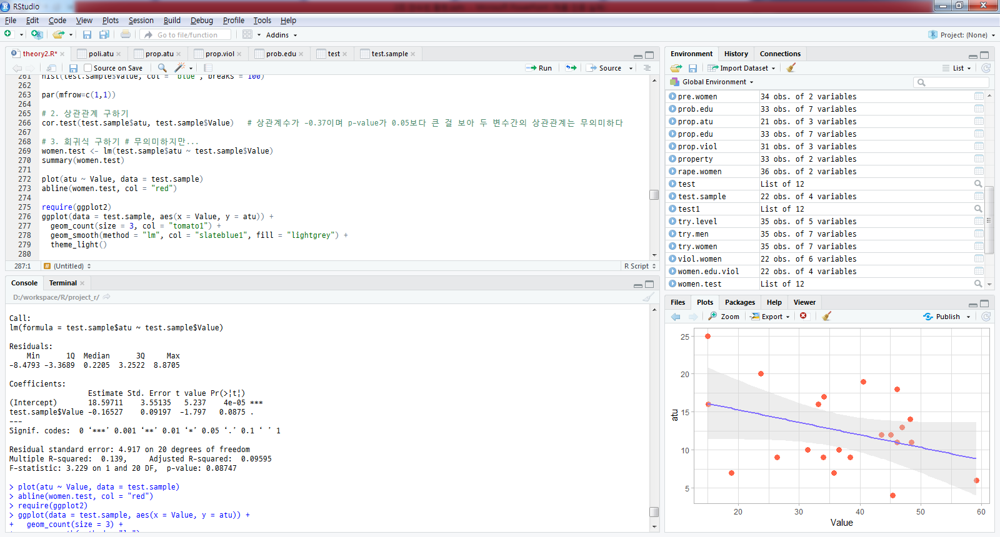 RStudio
File Edit Code View Plots Session Build Debug Profile Tools Help
Go to file/function Addins Project: (None)
theory2.R* poli.atu prop.atu prop.viol prob.edu test test.sample
Source on Save Run Source
261 hist(test.sample$Value, col = "blue", breaks = 100)
262
263 par(mfrow=c(1,1))
264
265 # 2. 상관관계 구하기
266 cor.test(test.sample$atu, test.sample$Value) # 상관계수가 -0.37이며 p-value가 0.05보다 큰 걸 보아 두 변수간의 상관관계는 무의미하다
267
268 # 3. 회귀식 구하기 # 무의미하지만...
269 women.test <- lm(test.sample$atu ~ test.sample$Value)
270 summary(women.test)
271
272 plot(atu ~ Value, data = test.sample)
273 abline(women.test, col = "red")
274
275 require(ggplot2)
276 ggplot(data = test.sample, aes(x = Value, y = atu)) +
277 geom_count(size = 3, col = "tomato1") +
278 geom_smooth(method = "lm", col = "slateblue1", fill = "lightgrey") +
279 theme_light()
280
287:1 # (Untitled) R Script
Console Terminal
D:/workspace/R/project_r/
Call:
lm(formula = test.sample$atu ~ test.sample$Value)
Residuals:
Min 1Q Median 3Q Max
-8.4793 -3.3689 0.2205 3.2522 8.8705
Coefficients:
Estimate Std. Error t value Pr(>¦t¦)
(Intercept) 18.59711 3.55135 5.237 4e-05 ***
test.sample$Value -0.16527 0.09197 -1.797 0.0875 .
---
Signif. codes: 0 ‘***’ 0.001 ‘**’ 0.01 ‘*’ 0.05 ‘.’ 0.1 ‘ ’ 1
Residual standard error: 4.917 on 20 degrees of freedom
Multiple R-squared: 0.139, Adjusted R-squared: 0.09595
F-statistic: 3.229 on 1 and 20 DF, p-value: 0.08747
> plot(atu ~ Value, data = test.sample)
> abline(women.test, col = "red")
> require(ggplot2)
> ggplot(data = test.sample, aes(x = Value, y = atu)) +
+ geom_count(size = 3) +
Environment History Connections
Import Dataset List
Global Environment
pre.women 34 obs. of 2 variables
prob.edu 33 obs. of 7 variables
prop.atu 21 obs. of 3 variables
prop.edu 33 obs. of 7 variables
prop.viol 31 obs. of 3 variables
property 33 obs. of 2 variables
rape.women 36 obs. of 2 variables
test List of 12
test.sample 22 obs. of 4 variables
test1 List of 12
try.level 35 obs. of 5 variables
try.men 35 obs. of 7 variables
try.women 35 obs. of 7 variables
viol.women 22 obs. of 6 variables
women.edu.viol 22 obs. of 4 variables
women.test List of 12
Files Plots Packages Help Viewer
Zoom Export Publish
25
20
15
10
5
atu
20 30 40 50 60
Value